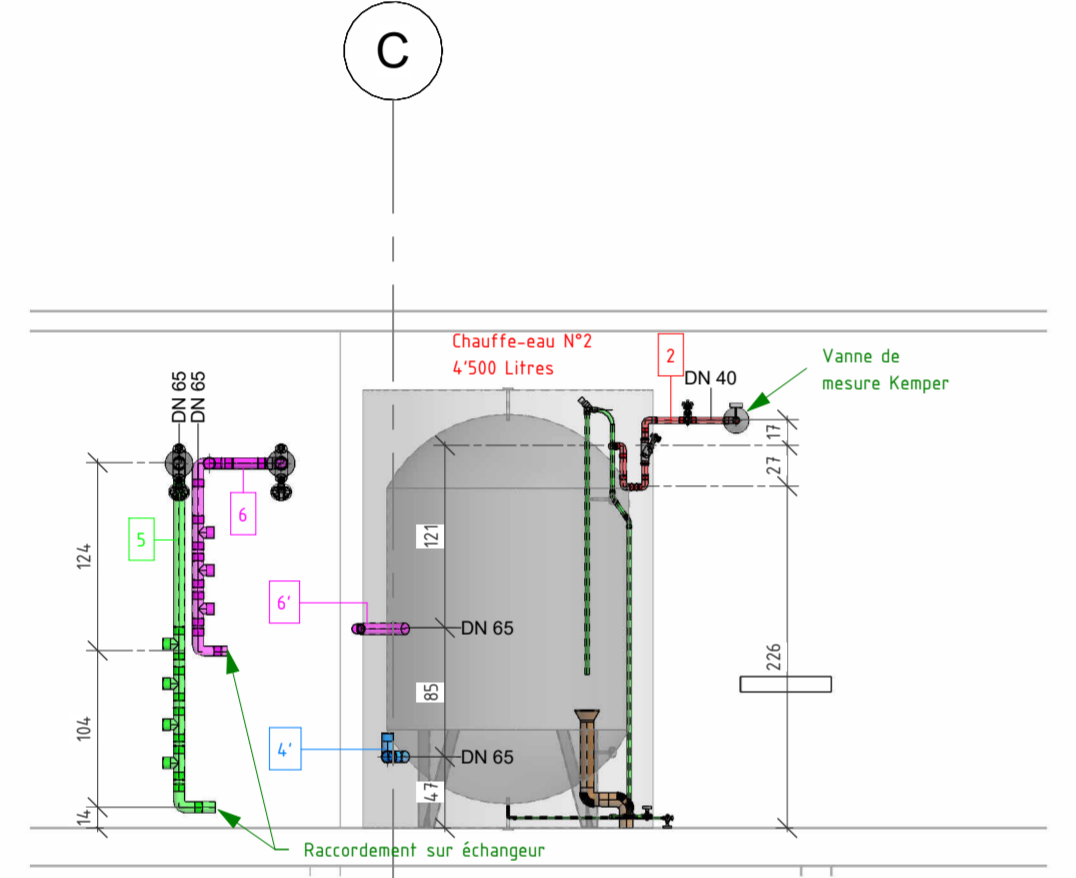 C
Chauffe-eau N°2
4'500 Litres
2
DN 40
Vanne de
mesure Kemper
DN 65
DN 65
17
27
6
5
124
121
6'
DN 65
226
85
104
4'
DN 65
47
14
Raccordement sur échangeur